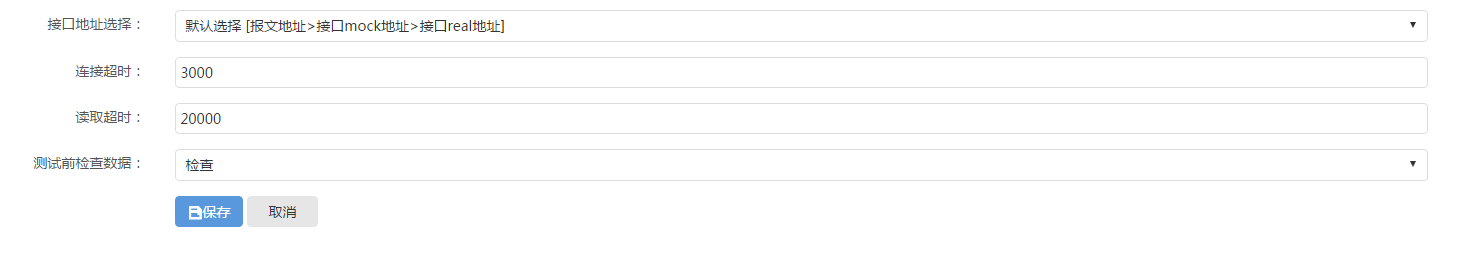 接口地址选择：
默认选择 [报文地址>接口mock地址>接口real地址]
连接超时：
3000
读取超时：
20000
测试前检查数据：
检查
保存
取消